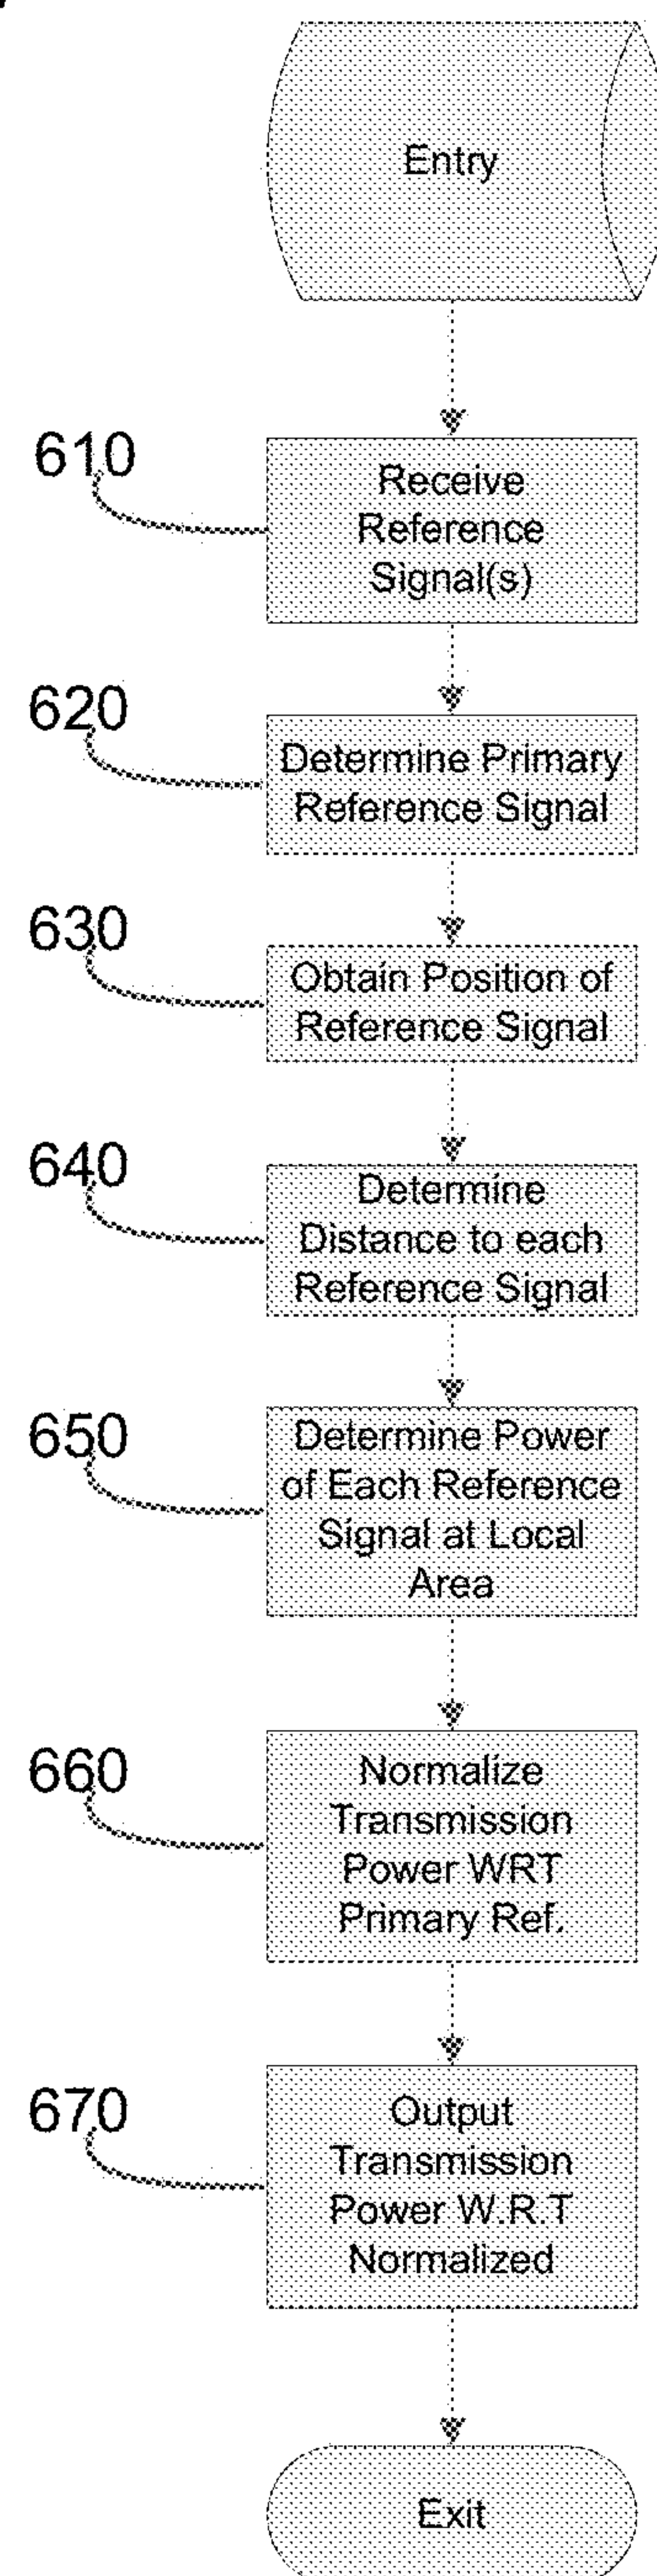 Entry
610
Receive
Reference
Signal(s)
620
Determine Primary
Reference Signal
630
Obtain Position of
Reference Signal
640
Determine
Distance to each
Reference Signal
650
Determine Power
of Each Reference
Signal at Local
Area
660
Normalize
Transmission
Power WRT
Primary Ref.
670
Output
Transmission
Power W.R.T
Normalized
Exit